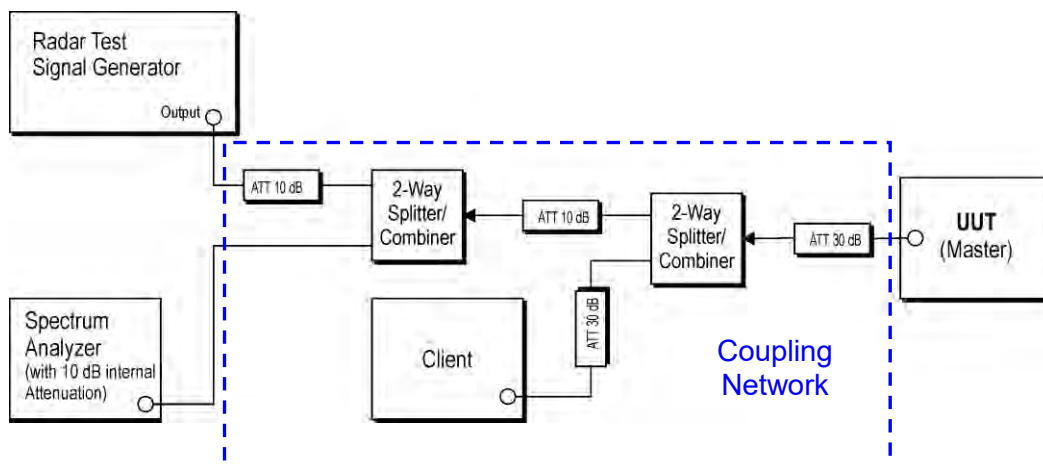 Radar Test
Signal Generator
Output
ATT 10 dB
2-Way
Splitter/
Combiner
ATT 10 dB
2-Way
Splitter/
Combiner
ATT 30 dB
UUT
(Master)
Spectrum
Analyzer
(with 10 dB internal
Attenuation)
Client
ATT 30 dB
Coupling
Network